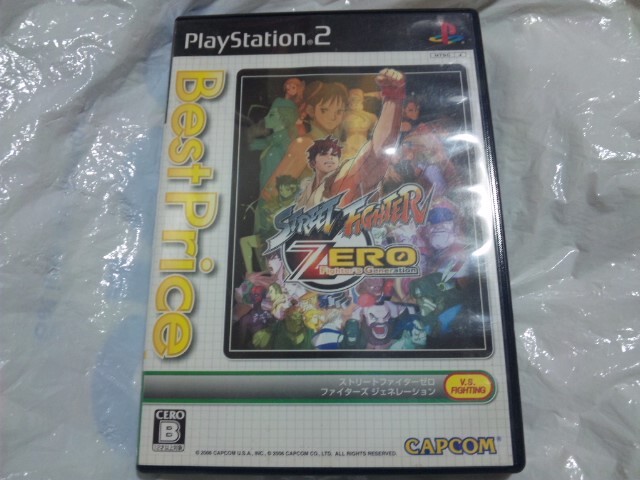 PlayStation®2
NTSC J
BestPrice
STREET FIGHTER
ZERO
Fighter's Generation
ストリートファイターゼロ
ファイターズ ジェネレーション
V.S.
FIGHTING
CERO
B
CAPCOM
© 2006 CAPCOM U.S.A., INC. © 2006 CAPCOM CO., LTD. ALL RIGHTS RESERVED.